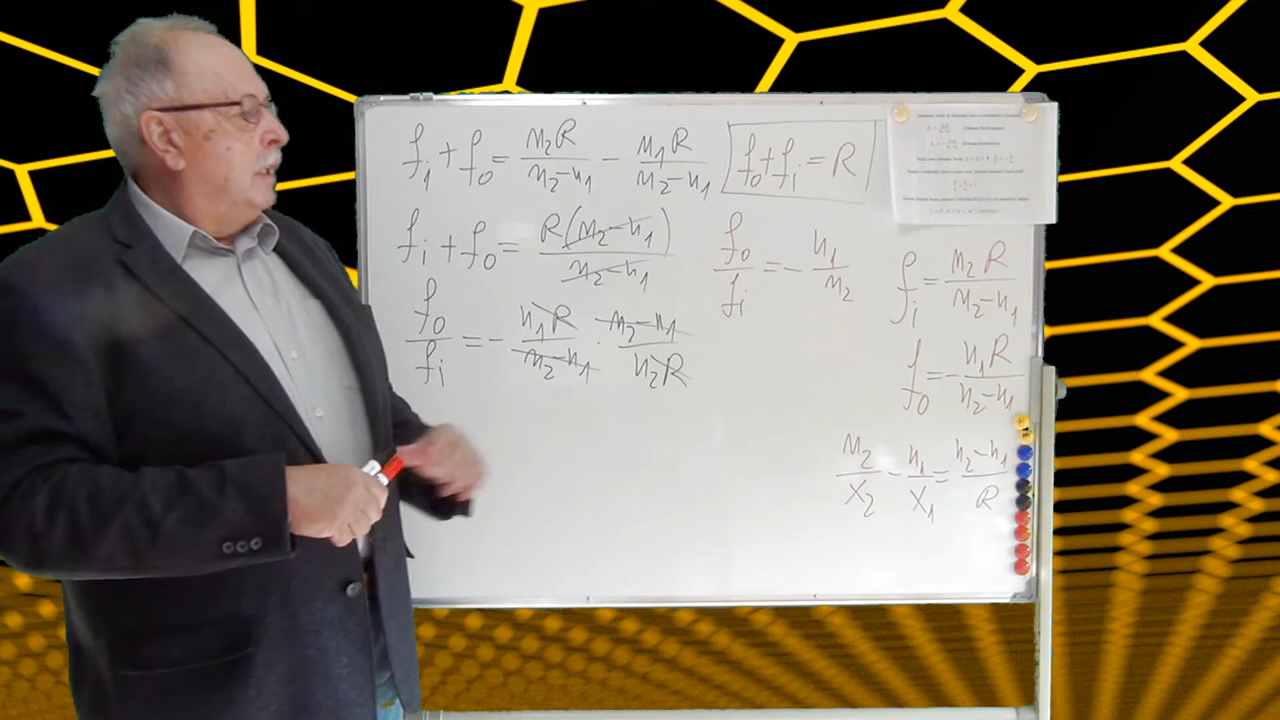 f₁ + f₀ = n₂R/(n₂-n₁) - n₁R/(n₂-n₁)
f₀ + fᵢ = R
fᵢ + f₀ = R(n₂-n₁)/(n₂-n₁)
f₀/fᵢ = - n₁/n₂
fᵢ = n₂R/(n₂-n₁)
f₀/fᵢ = - n₁R/(n₂-n₁) · (n₂-n₁)/(n₂R)
f₀ = - n₁R/(n₂-n₁)
n₂/x₂ - n₁/x₁ = (n₂-n₁)/R